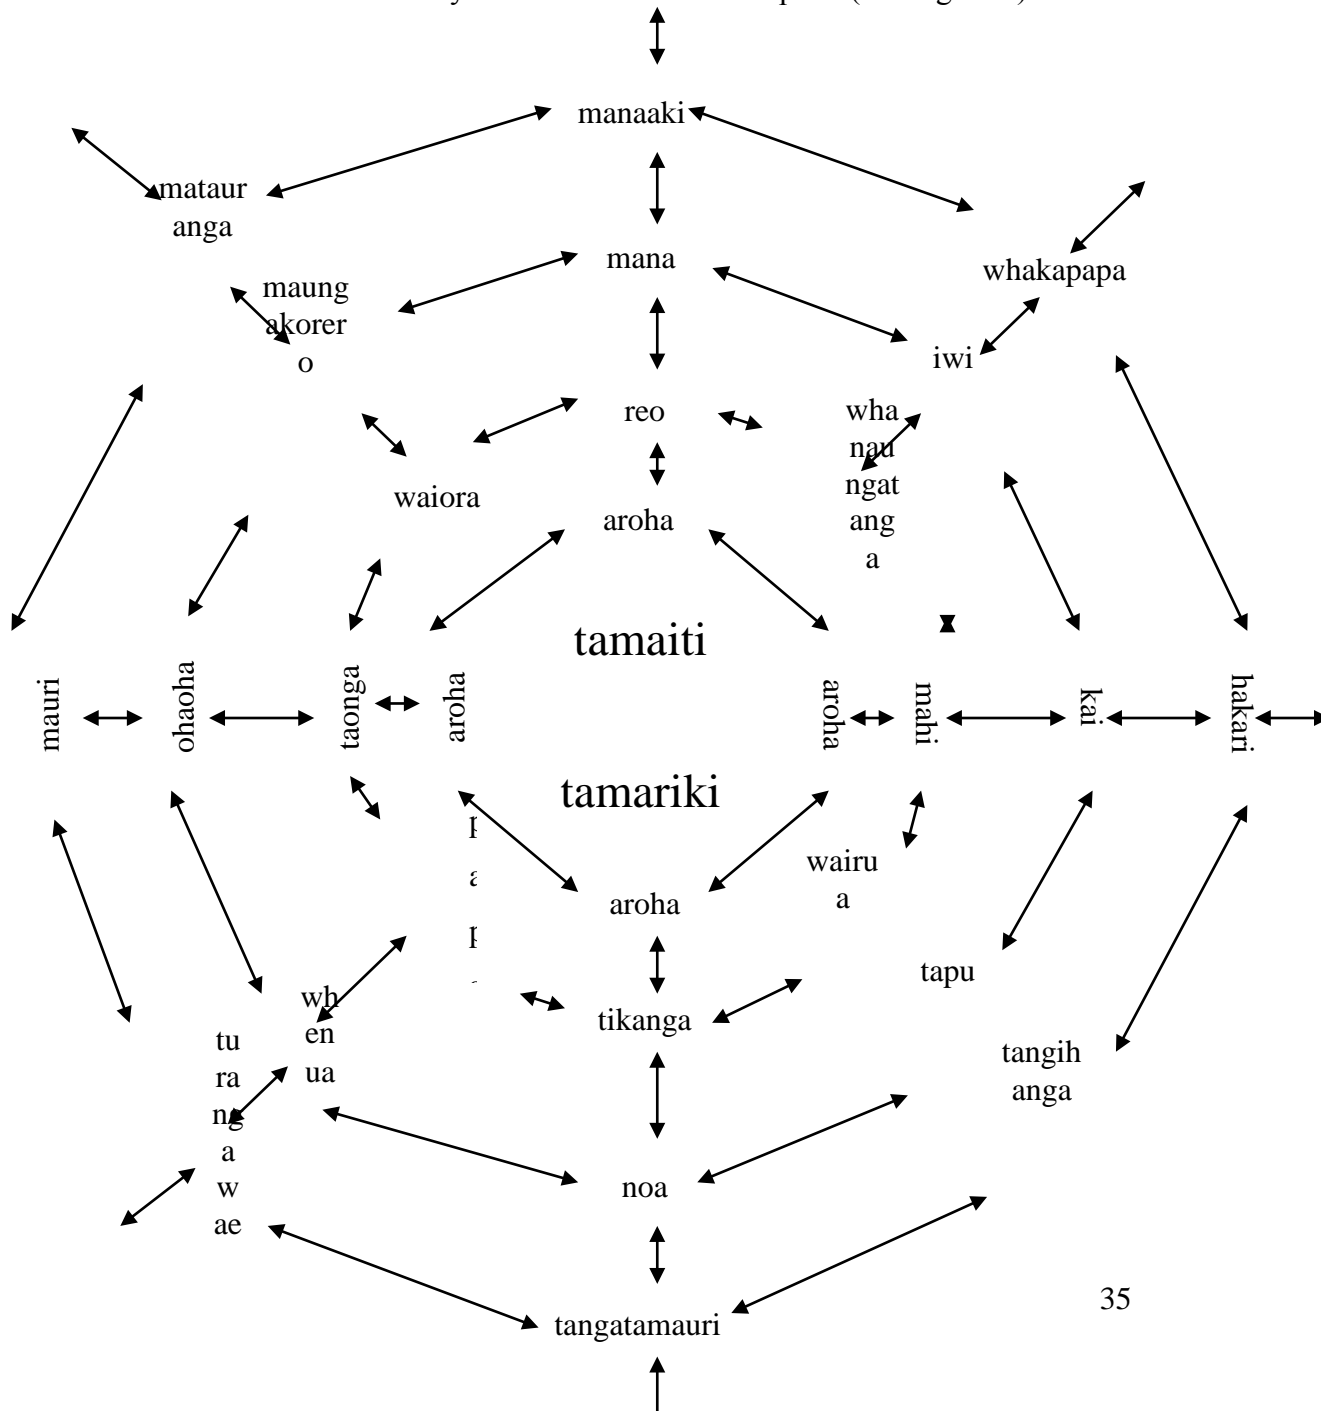 manaaki
mataur
anga
mana
whakapapa
maung
akorer
o
iwi
reo
wha
nau
ngat
ang
a
waiora
aroha
tamaiti
mauri
ohaoha
taonga
aroha
aroha
mahi
kai
hakari
tamariki
wairu
a
aroha
tapu
wh
en
ua
tikanga
tu
ra
ng
a
w
ae
tangih
anga
noa
35
tangatamauri